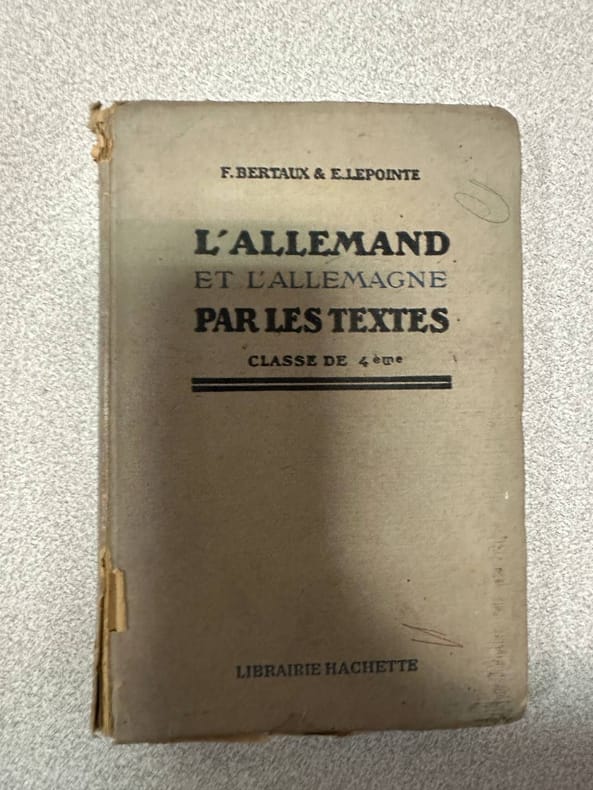 F. BERTAUX & E. LEPOINTE
L'ALLEMAND
ET L'ALLEMAGNE
PAR LES TEXTES
CLASSE DE 4ème
LIBRAIRIE HACHETTE